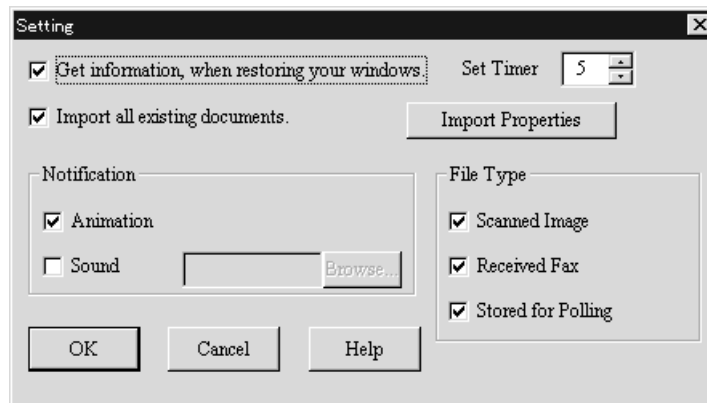 Setting
Get information, when restoring your windows. Set Timer 5
Import all existing documents. Import Properties
Notification
Animation
Sound Browse...
File Type
Scanned Image
Received Fax
Stored for Polling
OK Cancel Help